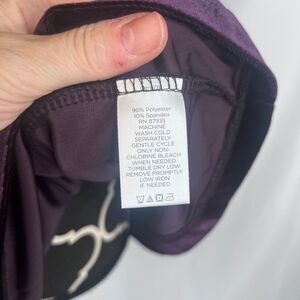 90% Polyester
10% Spandex
RN 87935
MACHINE
WASH COLD
SEPARATELY
GENTLE CYCLE
ONLY NON-
CHLORINE BLEACH
WHEN NEEDED
TUMBLE DRY LOW
REMOVE PROMPTLY
LOW IRON
IF NEEDED